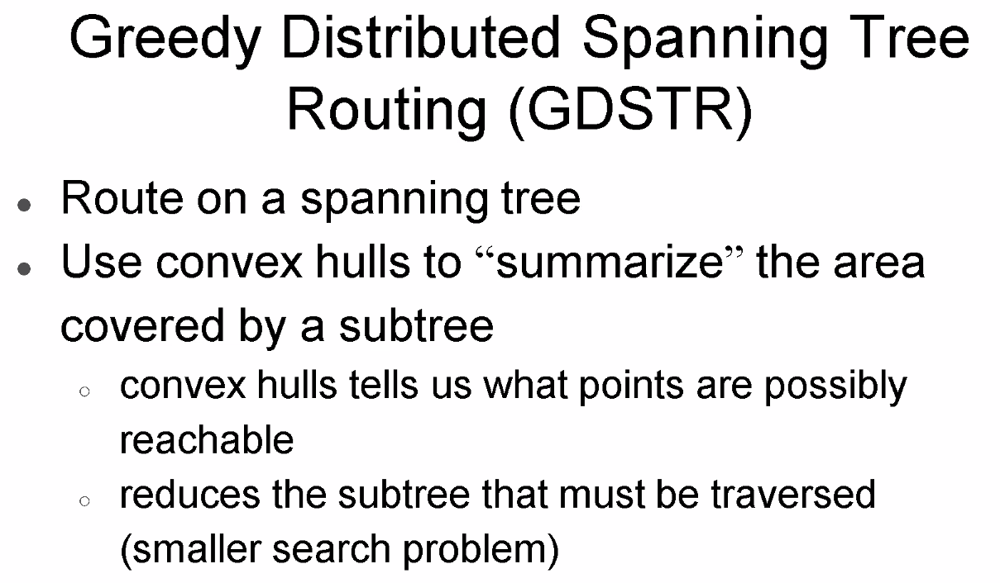 Greedy Distributed Spanning Tree
Routing (GDSTR)
• Route on a spanning tree
• Use convex hulls to “summarize” the area
covered by a subtree
○ convex hulls tells us what points are possibly
reachable
○ reduces the subtree that must be traversed
(smaller search problem)